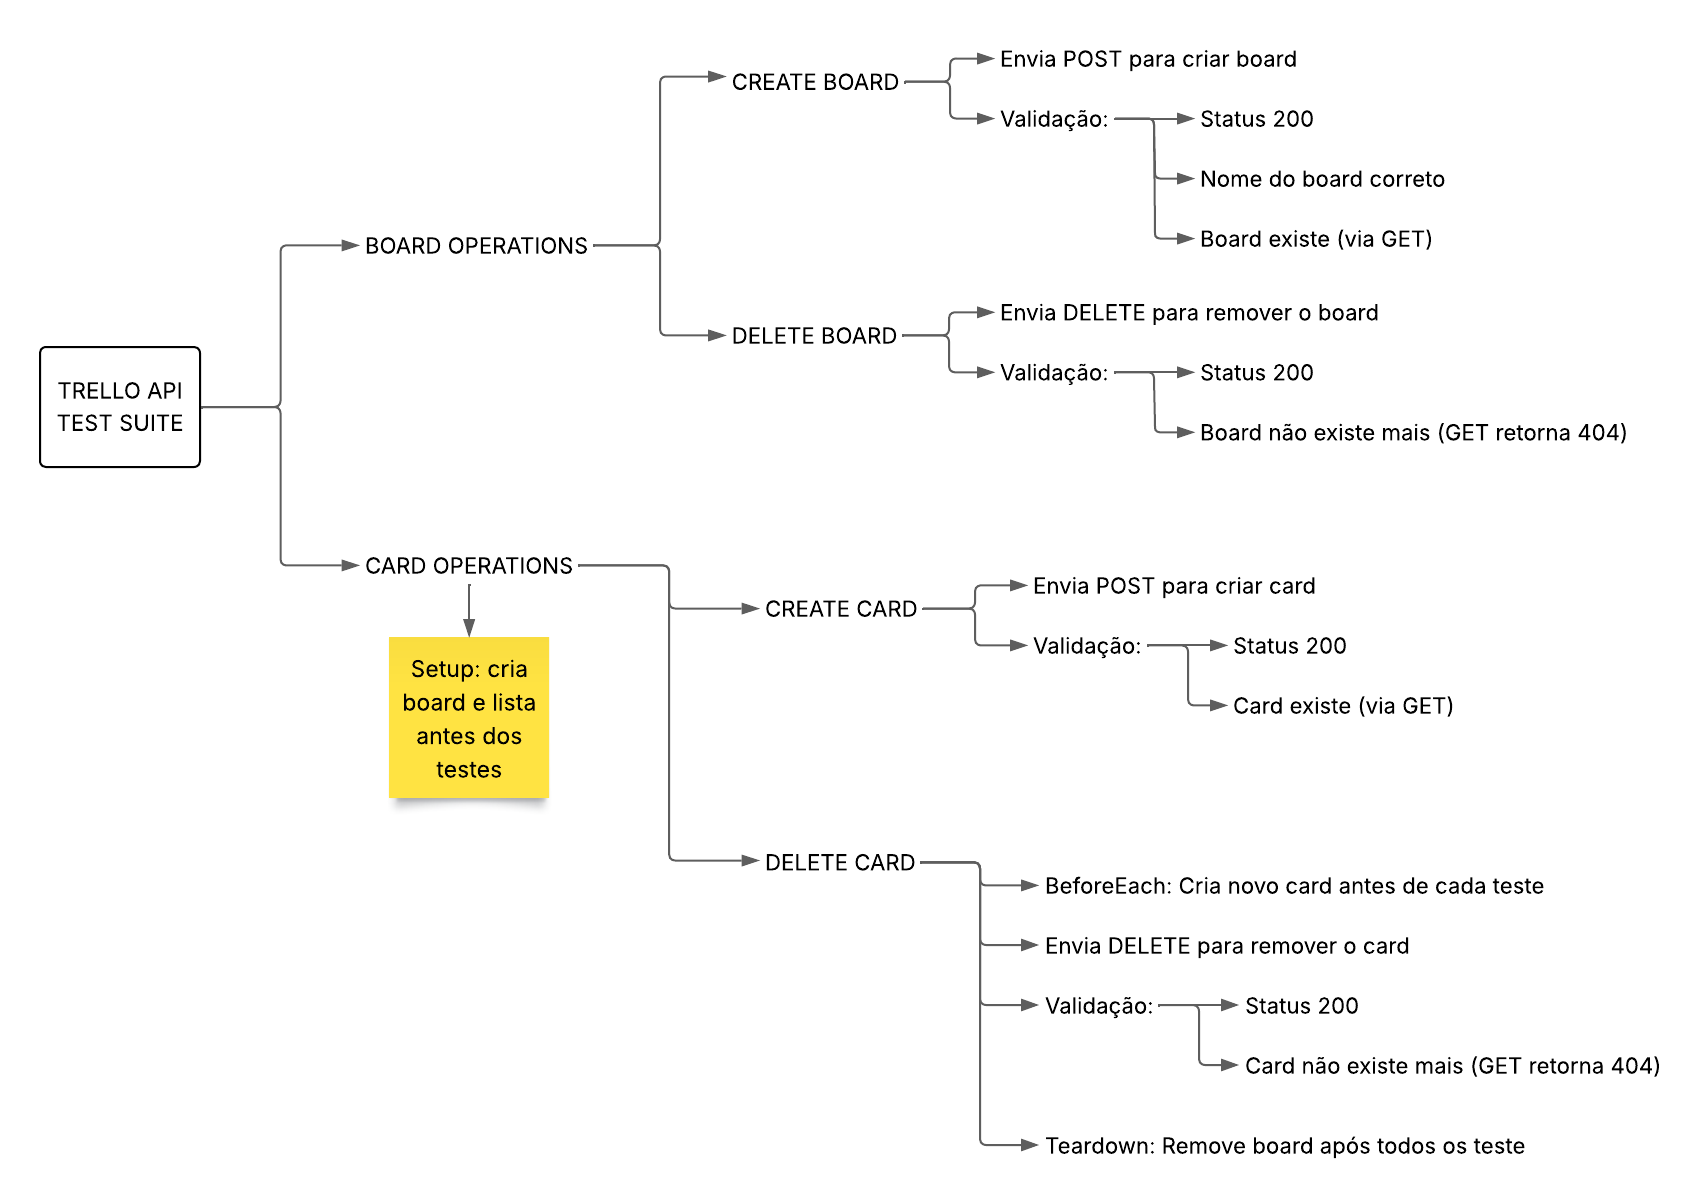 TRELLO API
TEST SUITE
BOARD OPERATIONS
CREATE BOARD
Envia POST para criar board
Validação:
Status 200
Nome do board correto
Board existe (via GET)
DELETE BOARD
Envia DELETE para remover o board
Validação:
Status 200
Board não existe mais (GET retorna 404)
CARD OPERATIONS
Setup: cria
board e lista
antes dos
testes
CREATE CARD
Envia POST para criar card
Validação:
Status 200
Card existe (via GET)
DELETE CARD
BeforeEach: Cria novo card antes de cada teste
Envia DELETE para remover o card
Validação:
Status 200
Card não existe mais (GET retorna 404)
Teardown: Remove board após todos os teste